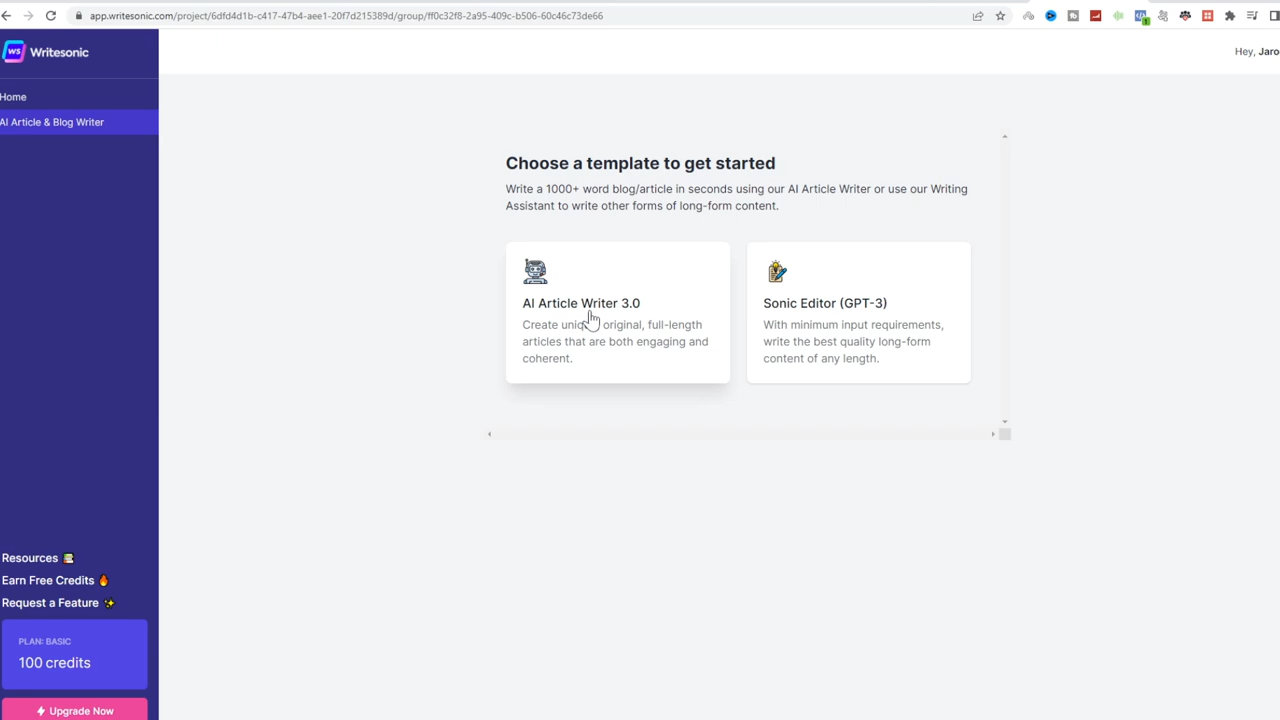 app.writesonic.com/project/6dfd4d1b-c417-47b4-aee1-20f7d215389d/group/ff0c32f8-2a95-409c-b506-60c46c73de66
WS Writesonic
Hey, Jaro
Home
AI Article & Blog Writer
Choose a template to get started
Write a 1000+ word blog/article in seconds using our AI Article Writer or use our Writing
Assistant to write other forms of long-form content.
AI Article Writer 3.0
Create original, full-length
articles that are both engaging and
coherent.
Sonic Editor (GPT-3)
With minimum input requirements,
write the best quality long-form
content of any length.
Resources
Earn Free Credits
Request a Feature
PLAN: BASIC
100 credits
Upgrade Now